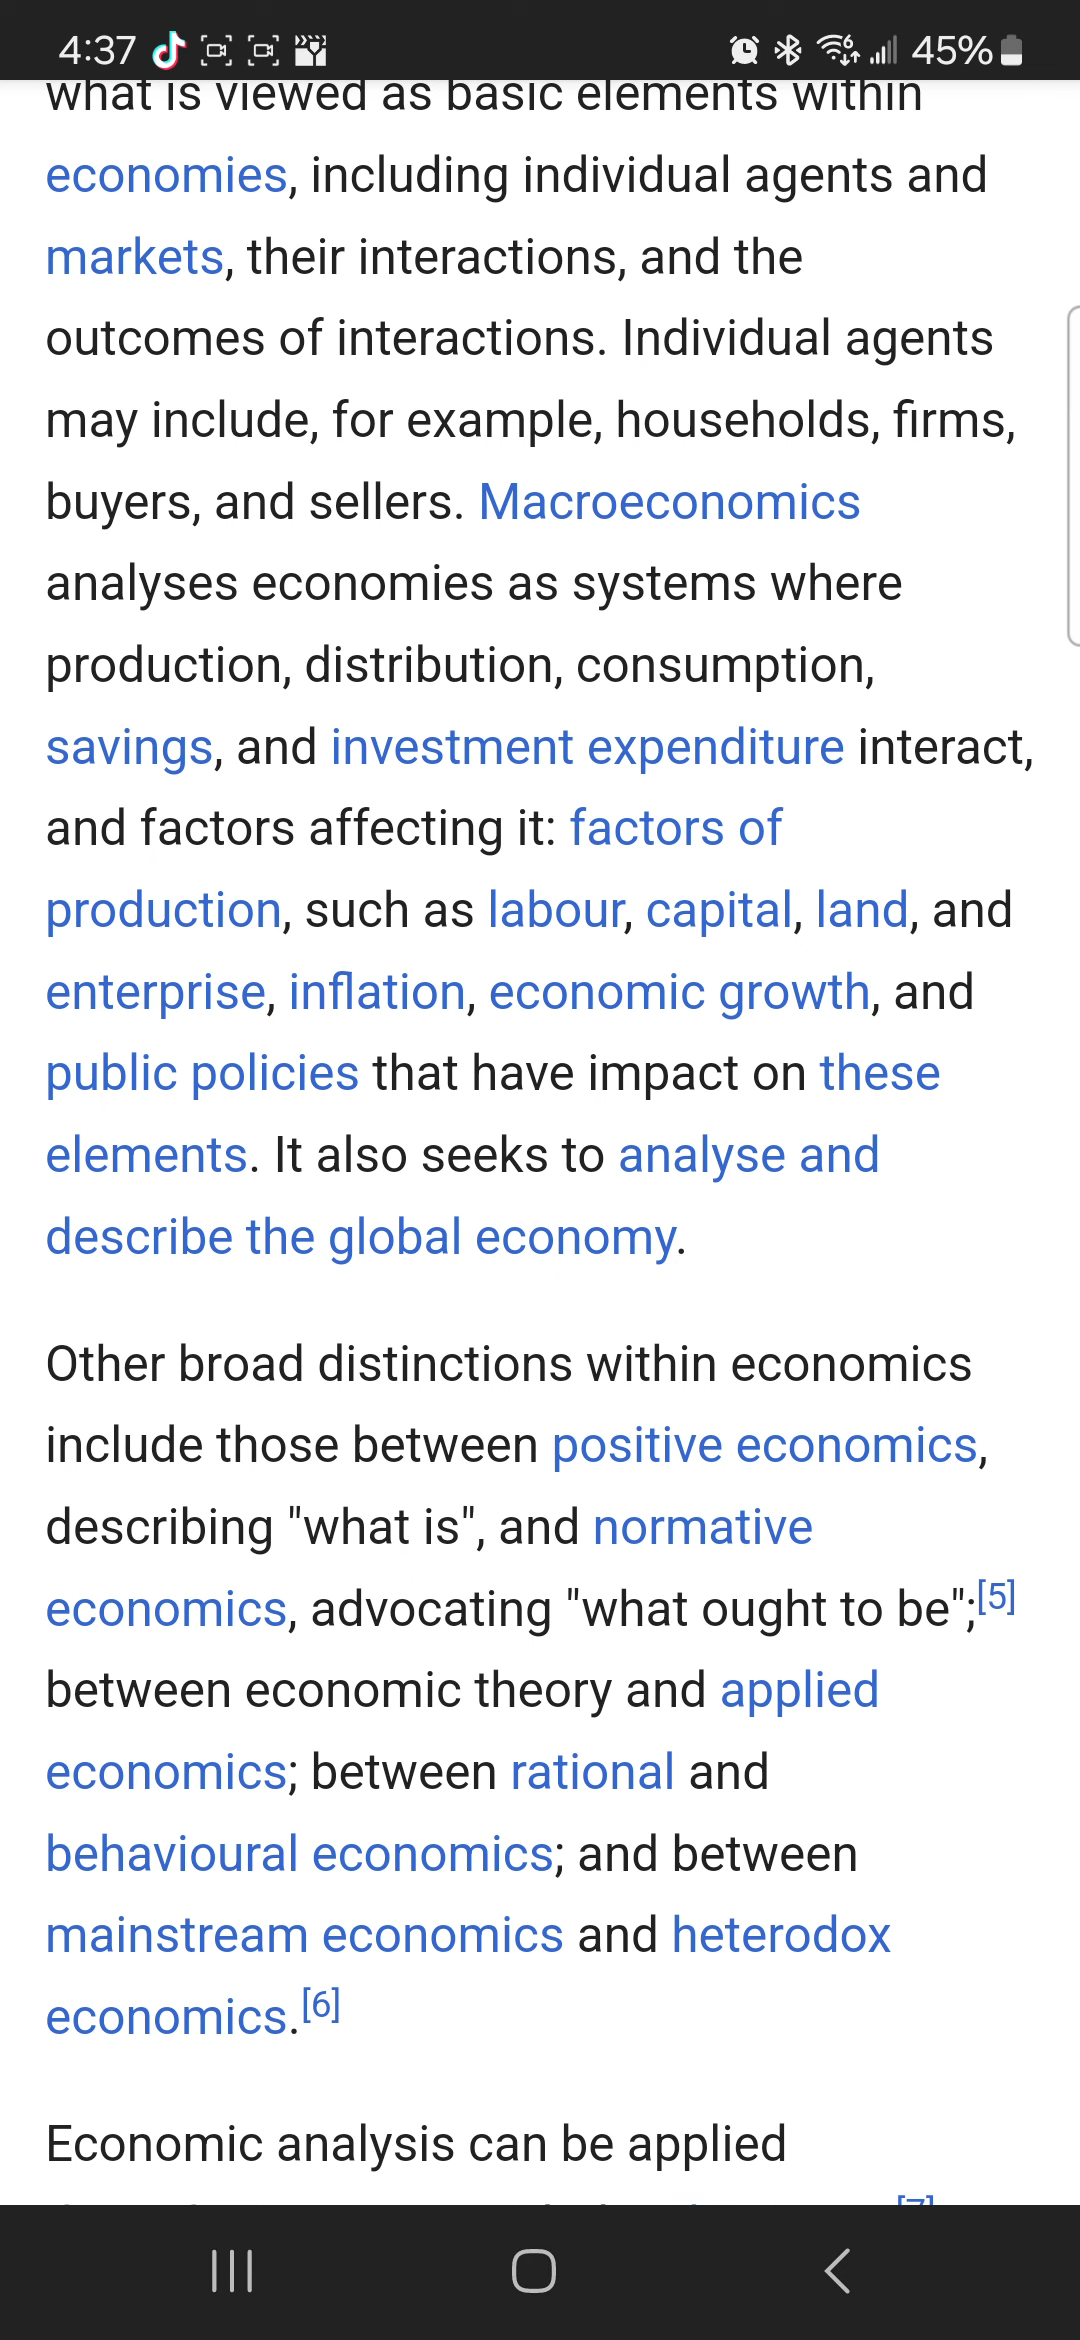 4:37
45%
what is viewed as basic elements within
economies, including individual agents and
markets, their interactions, and the
outcomes of interactions. Individual agents
may include, for example, households, firms,
buyers, and sellers. Macroeconomics
analyses economies as systems where
production, distribution, consumption,
savings, and investment expenditure interact,
and factors affecting it: factors of
production, such as labour, capital, land, and
enterprise, inflation, economic growth, and
public policies that have impact on these
elements. It also seeks to analyse and
describe the global economy.
Other broad distinctions within economics
include those between positive economics,
describing "what is", and normative
economics, advocating "what ought to be";[5]
between economic theory and applied
economics; between rational and
behavioural economics; and between
mainstream economics and heterodox
economics.[6]
Economic analysis can be applied